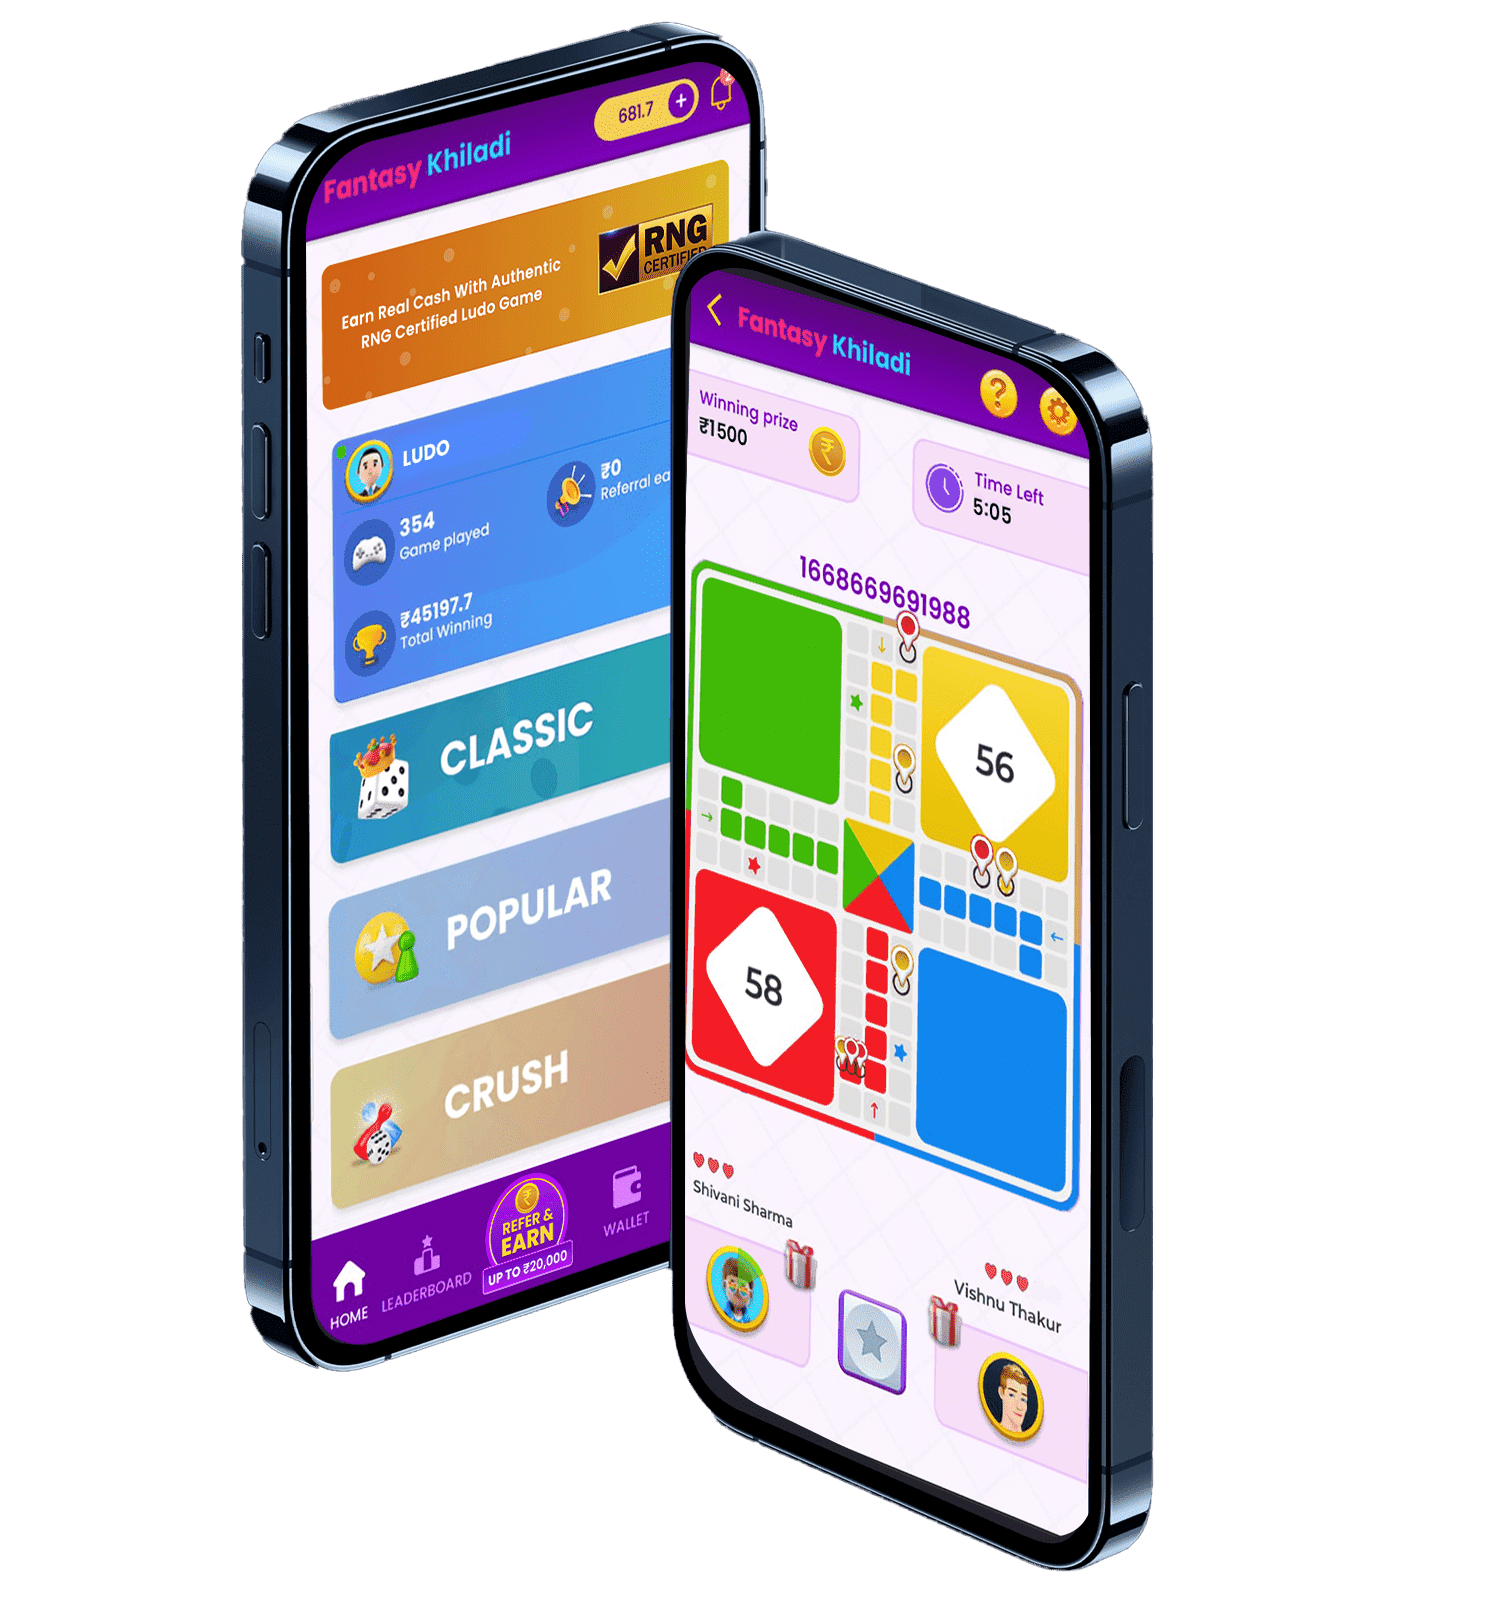 Fantasy Khiladi
681.7
Earn Real Cash With Authentic
RNG Certified Ludo Game
RNG
CERTIFIED
LUDO
354
Game played
₹0
Referral ea
₹45197.7
Total Winning
CLASSIC
POPULAR
CRUSH
HOME
LEADERBOARD
REFER &
EARN
UP TO ₹20,000
WALLET
Fantasy Khiladi
?
Winning prize
₹1500
Time Left
5:05
1668669691988
56
58
Shivani Sharma
Vishnu Thakur